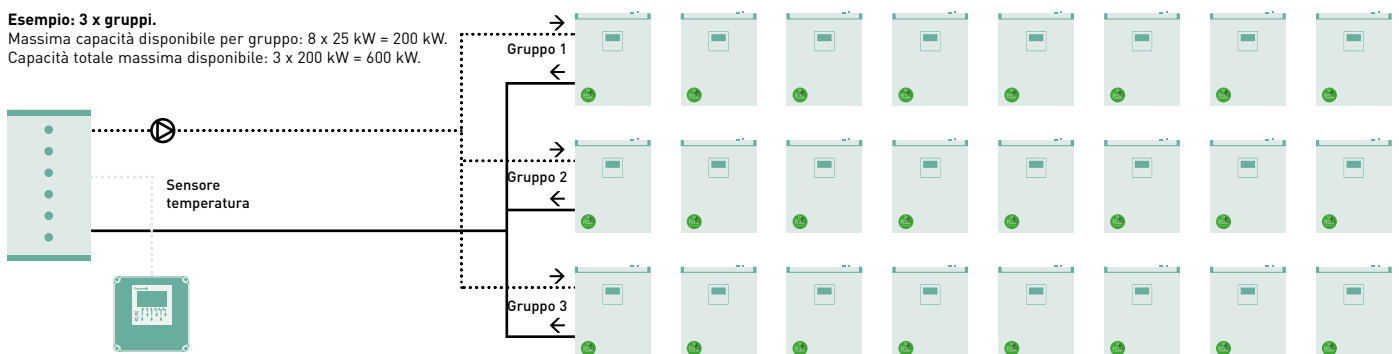 Esempio: 3 x gruppi.
Massima capacità disponibile per gruppo: 8 x 25 kW = 200 kW.
Capacità totale massima disponibile: 3 x 200 kW = 600 kW.
Gruppo 1
Sensore
temperatura
Gruppo 2
Gruppo 3